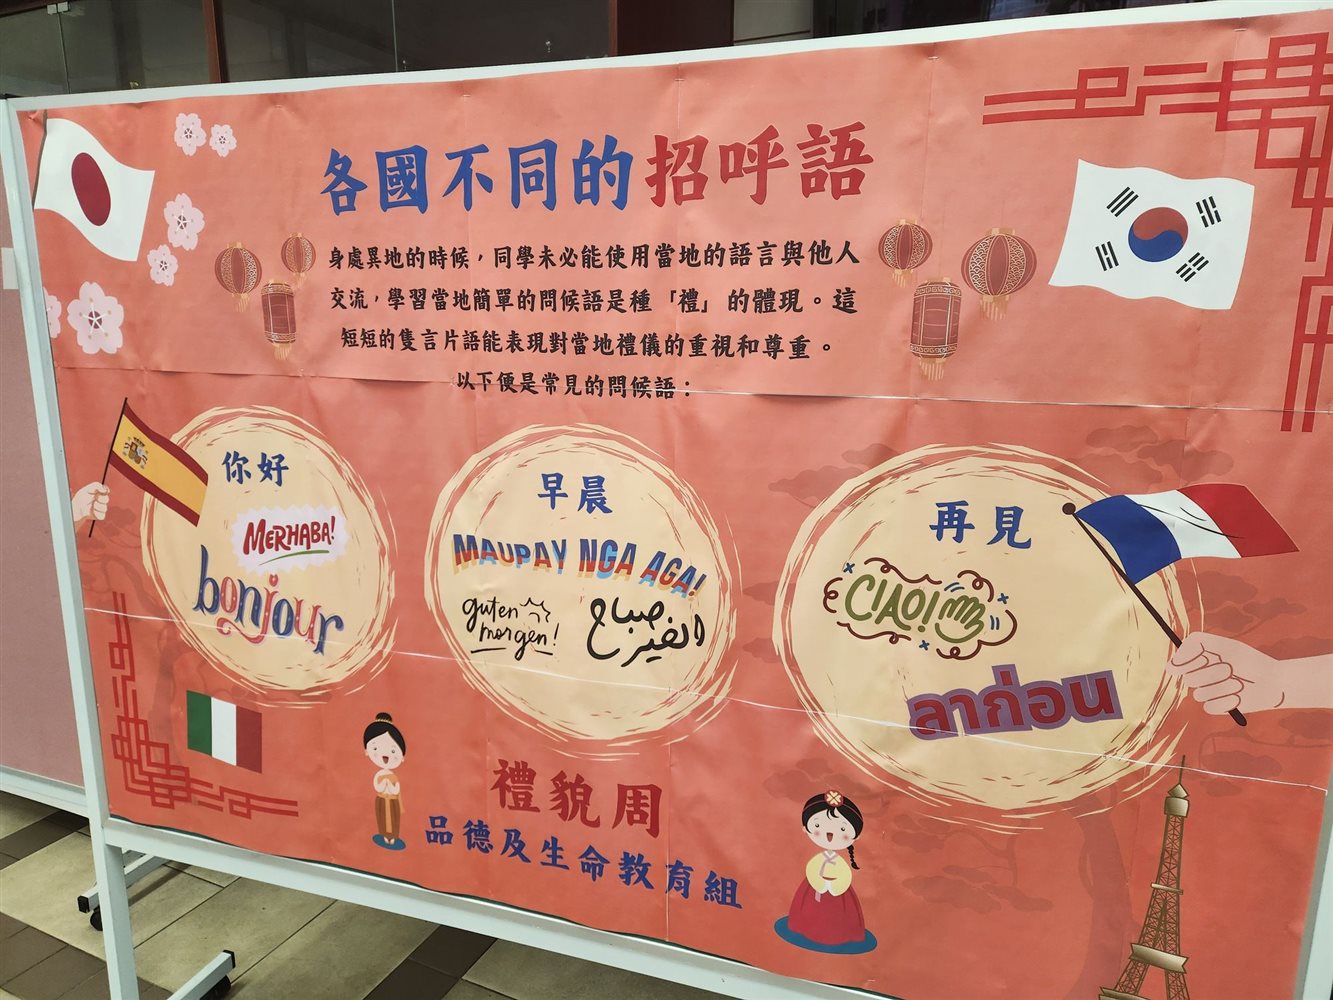 各國不同的招呼語
身處異地的時候，同學未必能使用當地的語言與他人
交流，學習當地簡單的問候語是種「禮」的體現。這
短短的隻言片語能表現對當地禮儀的重視和尊重。
以下便是常見的問候語：
你好
MERHABA!
bonjour
早晨
MAUPAY NGA AGA!
guten
morgen!
صباح
الخير
再見
CIAO!
ลาก่อน
禮貌周
品德及生命教育組